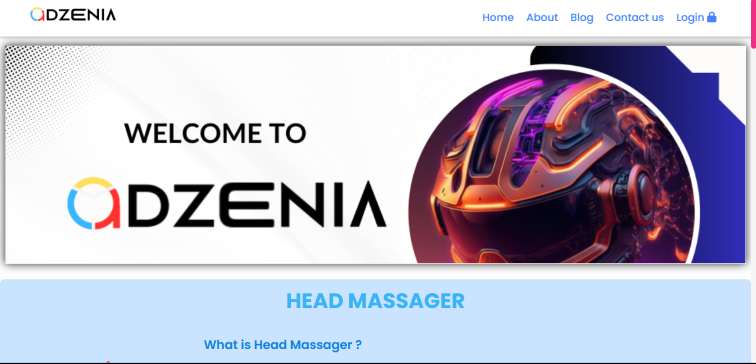 ADZENIA
Home About Blog Contact us Login
WELCOME TO
ADZENIA
HEAD MASSAGER
What is Head Massager ?